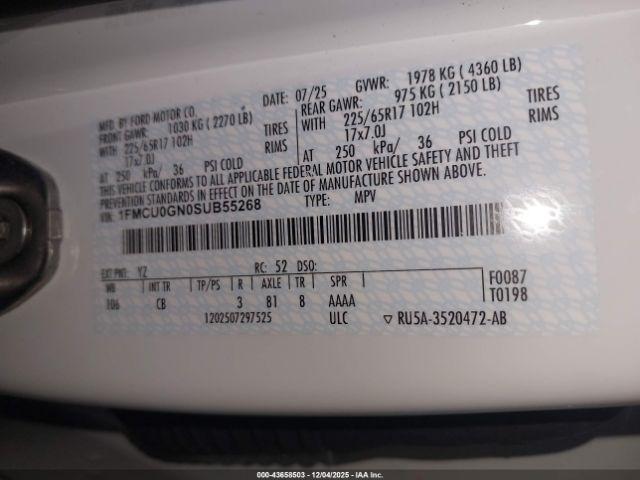 MFD. BY FORD MOTOR CO. DATE: 07/25 GVWR: 1978 KG ( 4360 LB)
FRONT GAWR: 1030 KG ( 2270 LB) REAR GAWR: 975 KG ( 2150 LB)
WITH 225/65R17 102H TIRES WITH 225/65R17 102H TIRES
17x7.0J RIMS 17x7.0J RIMS
AT 250 kPa/ 36 PSI COLD AT 250 kPa/ 36 PSI COLD
THIS VEHICLE CONFORMS TO ALL APPLICABLE FEDERAL MOTOR VEHICLE SAFETY AND THEFT
PREVENTION STANDARDS IN EFFECT ON THE DATE OF MANUFACTURE SHOWN ABOVE.
VIN: 1FMCU0GN0SUB55268 TYPE: MPV
EXT PNT: YZ RC: 52 DSO:
WB INT TR TP/PS R AXLE TR SPR F0087
106 CB 3 81 8 AAAA T0198
1202507297525 ULC ▽ RU5A-3520472-AB
000-43658503 | 12/04/2025 - IAA Inc. |